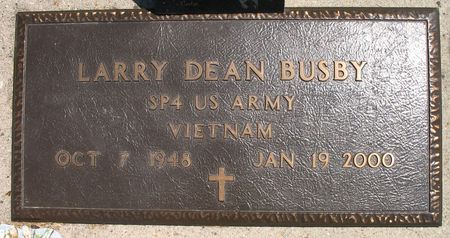 LARRY DEAN BUSBY
SP4 US ARMY
VIETNAM
OCT 7 1948 JAN 19 2000